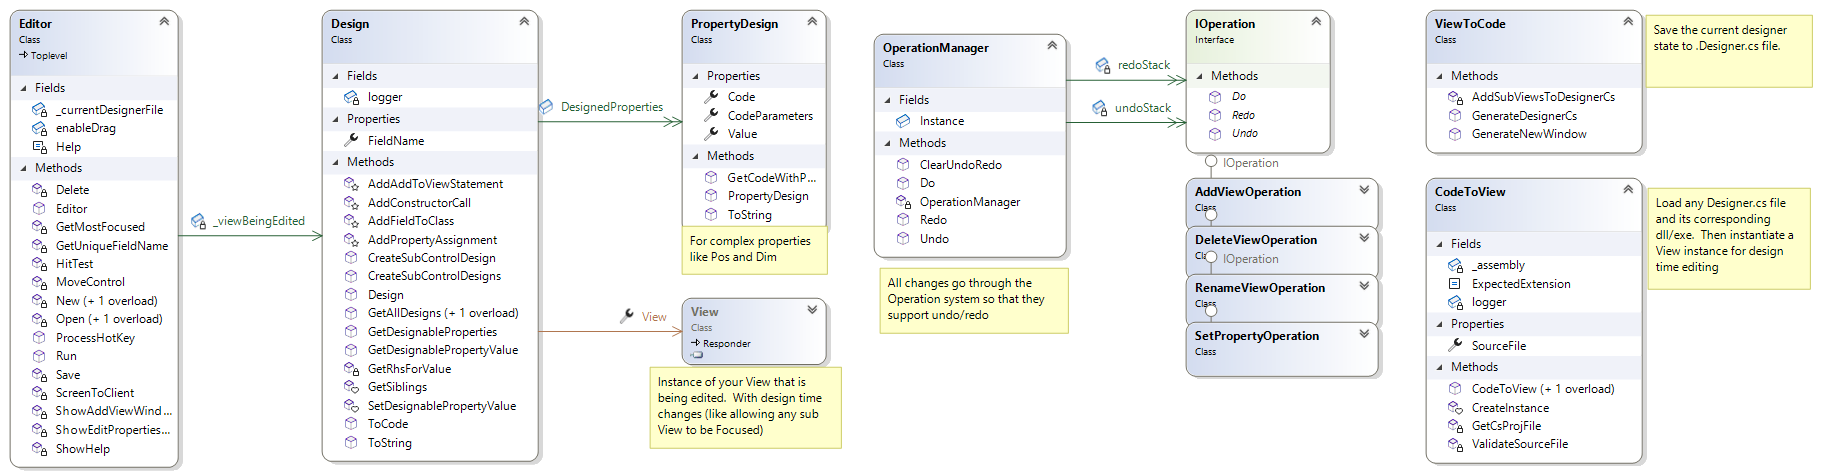 Editor
Class
Toplevel
Fields
_currentDesignerFile
enableDrag
Help
Methods
Delete
Editor
GetMostFocused
GetUniqueFieldName
HitTest
MoveControl
New (+ 1 overload)
Open (+ 1 overload)
ProcessHotKey
Run
Save
ScreenToClient
ShowAddViewWind...
ShowEditProperties...
ShowHelp
_viewBeingEdited
Design
Class
Fields
logger
Properties
FieldName
Methods
AddAddToViewStatement
AddConstructorCall
AddFieldToClass
AddPropertyAssignment
CreateSubControlDesign
CreateSubControlDesigns
Design
GetAllDesigns (+ 1 overload)
GetDesignableProperties
GetDesignablePropertyValue
GetRhsForValue
GetSiblings
SetDesignablePropertyValue
ToCode
ToString
DesignedProperties
View
PropertyDesign
Class
Properties
Code
CodeParameters
Value
Methods
GetCodeWithP...
PropertyDesign
ToString
For complex properties
like Pos and Dim
View
Class
Responder
Instance of your View that is
being edited. With design time
changes (like allowing any sub
View to be Focused)
OperationManager
Class
Fields
Instance
Methods
ClearUndoRedo
Do
OperationManager
Redo
Undo
All changes go through the
Operation system so that they
support undo/redo
redoStack
undoStack
IOperation
Interface
Methods
Do
Redo
Undo
IOperation
AddViewOperation
Class
DeleteViewOperation
Class
IOperation
RenameViewOperation
Class
SetPropertyOperation
Class
ViewToCode
Class
Methods
AddSubViewsToDesignerCs
GenerateDesignerCs
GenerateNewWindow
Save the current designer
state to .Designer.cs file.
CodeToView
Class
Fields
_assembly
ExpectedExtension
logger
Properties
SourceFile
Methods
CodeToView (+ 1 overload)
CreateInstance
GetCsProjFile
ValidateSourceFile
Load any Designer.cs file
and its corresponding
dll/exe. Then instantiate a
View instance for design
time editing